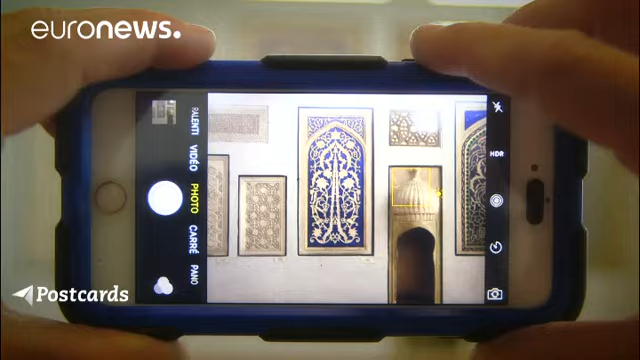 euronews.
RALENTI
VIDÉO
PHOTO
CARRÉ
PANO
HDR
Postcards